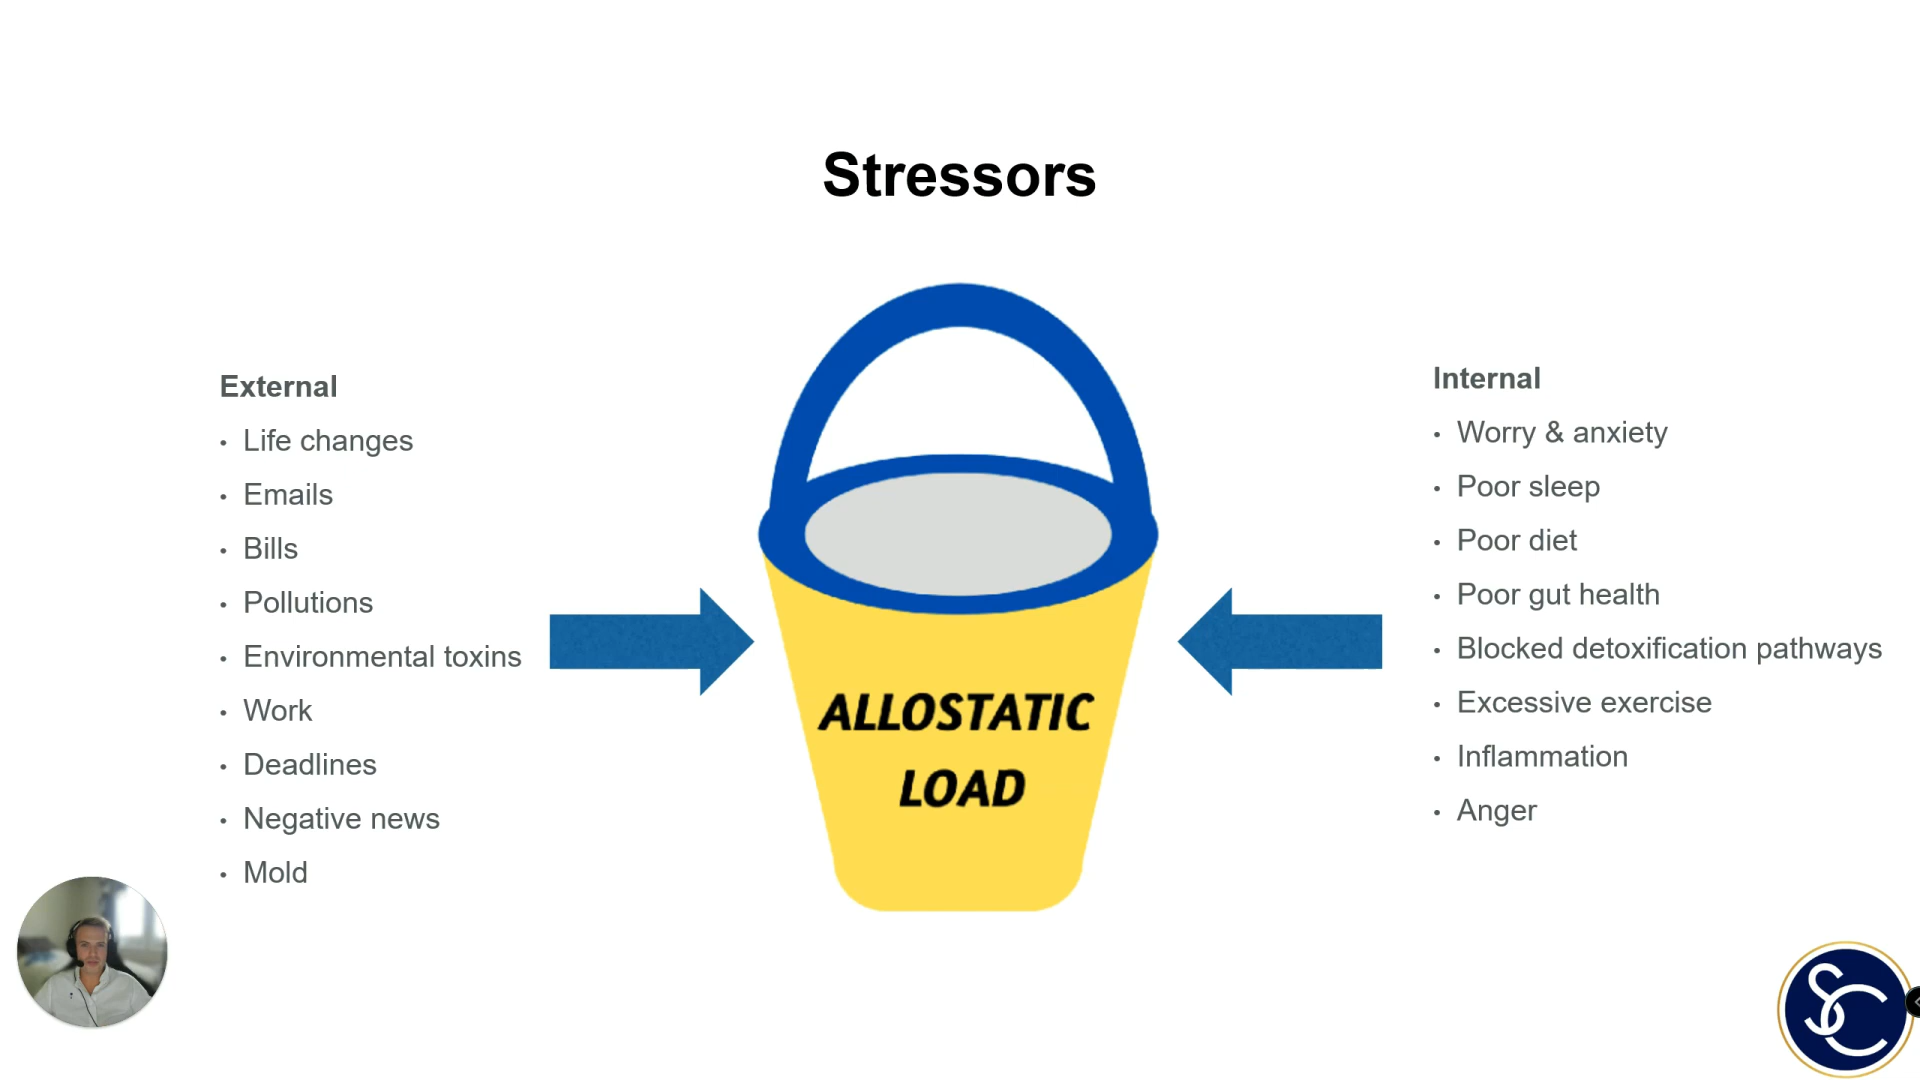 Stressors
External
• Life changes
• Emails
• Bills
• Pollutions
• Environmental toxins
• Work
• Deadlines
• Negative news
• Mold
ALLOSTATIC
LOAD
Internal
• Worry & anxiety
• Poor sleep
• Poor diet
• Poor gut health
• Blocked detoxification pathways
• Excessive exercise
• Inflammation
• Anger
SC